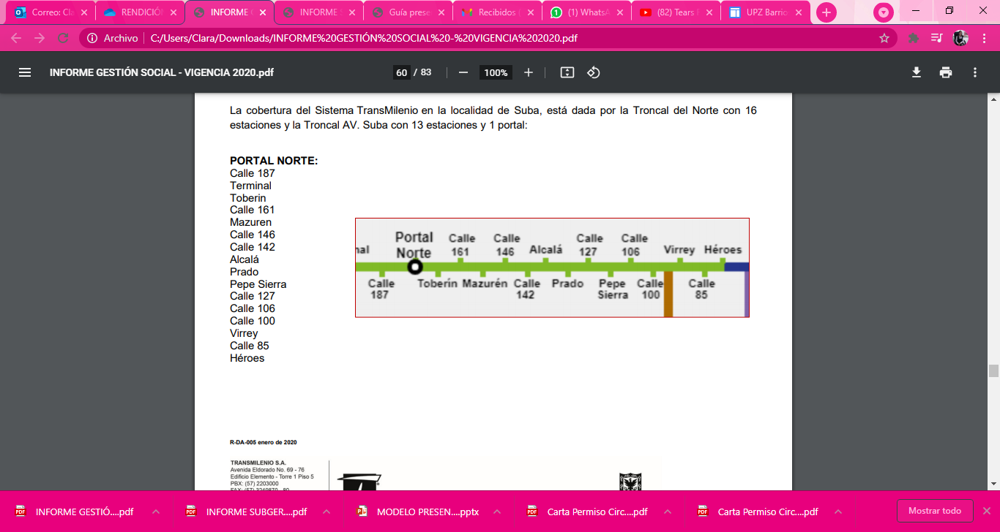 Correo: Cla
RENDICIÓN
INFORME G
INFORME S
Guía prese
Recibidos (
(1) WhatsA
(82) Tears F
UPZ Barrio
Archivo
C:/Users/Clara/Downloads/INFORME%20GESTIÓN%20SOCIAL%20-%20VIGENCIA%202020.pdf
INFORME GESTIÓN SOCIAL - VIGENCIA 2020.pdf
60 / 83
100%
La cobertura del Sistema TransMilenio en la localidad de Suba, está dada por la Troncal del Norte con 16
estaciones y la Troncal AV. Suba con 13 estaciones y 1 portal:
PORTAL NORTE:
Calle 187
Terminal
Toberin
Calle 161
Mazuren
Calle 146
Calle 142
Alcalá
Prado
Pepe Sierra
Calle 127
Calle 106
Calle 100
Virrey
Calle 85
Héroes
nal
Portal
Norte
Calle
161
Calle
146
Alcalá
Calle
127
Calle
106
Virrey
Héroes
Calle
187
Toberín
Mazurén
Calle
142
Prado
Pepe
Sierra
Calle
100
Calle
85
R-DA-005 enero de 2020
TRANSMILENIO S.A.
Avenida Eldorado No. 69 - 76
Edificio Elemento - Torre 1 Piso 5
PBX: (57) 2203000
FAX: (57) 3249870 - 80
INFORME GESTIÓ....pdf
INFORME SUBGER....pdf
MODELO PRESEN....pptx
Carta Permiso Circ....pdf
Carta Permiso Circ....pdf
Mostrar todo